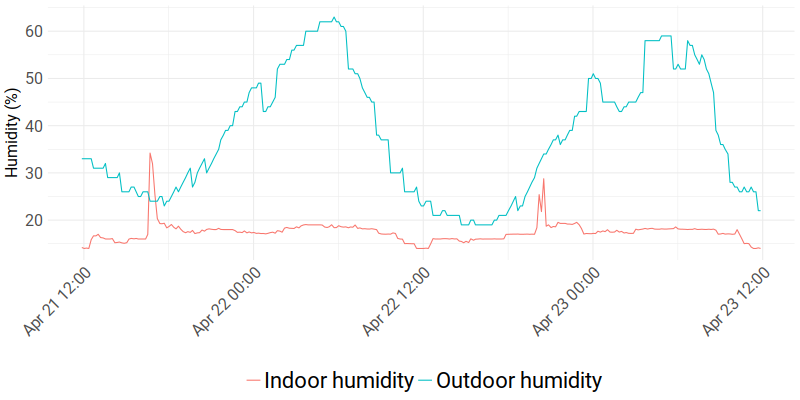 Humidity (%)
60
50
40
30
20
Apr 21 12:00
Apr 22 00:00
Apr 22 12:00
Apr 23 00:00
Apr 23 12:00
Indoor humidity
Outdoor humidity